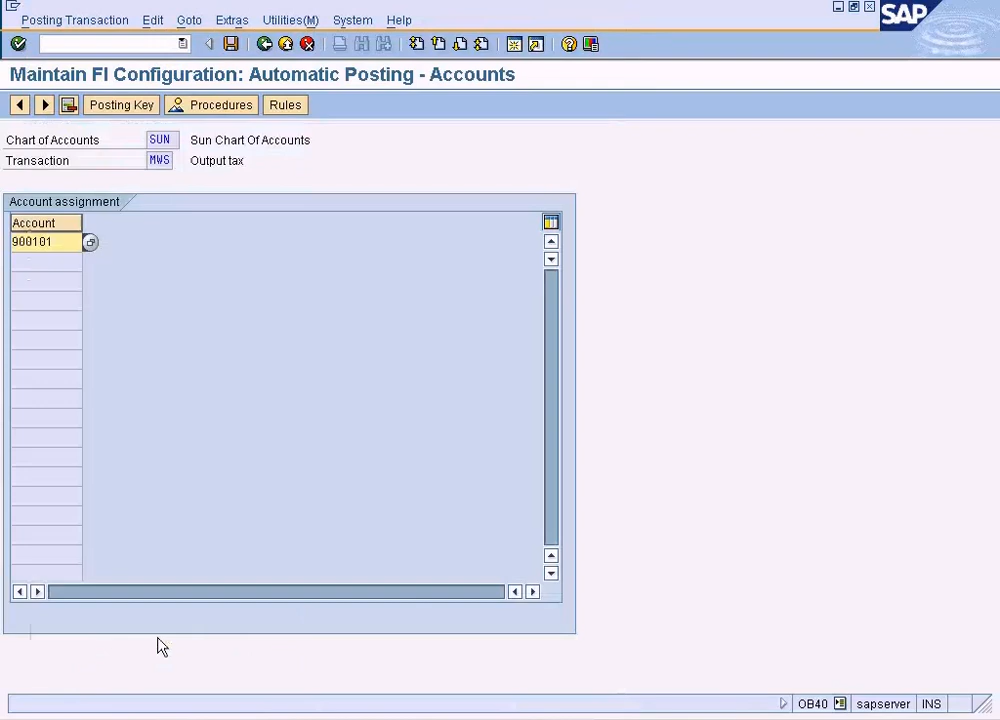 Posting Transaction Edit Goto Extras Utilities(M) System Help
SAP
Maintain FI Configuration: Automatic Posting - Accounts
Posting Key Procedures Rules
Chart of Accounts SUN Sun Chart Of Accounts
Transaction MWS Output tax
Account assignment
Account
900101
OB40 sapserver INS